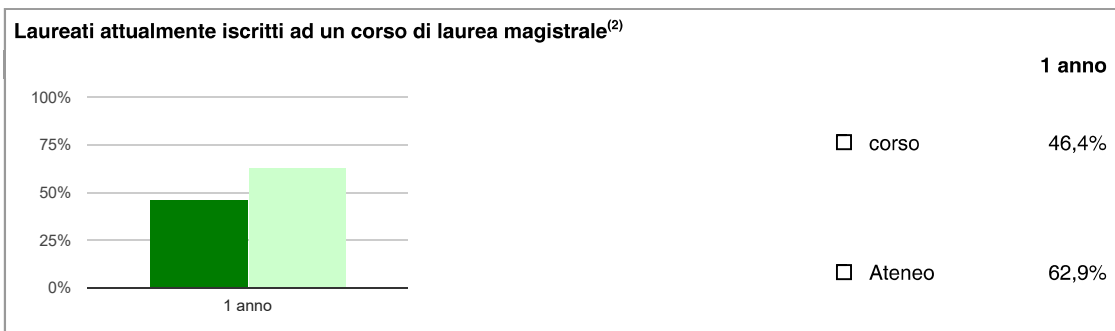 Laureati attualmente iscritti ad un corso di laurea magistrale(2)
1 anno
100%
75%
50%
25%
0%
1 anno
corso 46,4%
Ateneo 62,9%